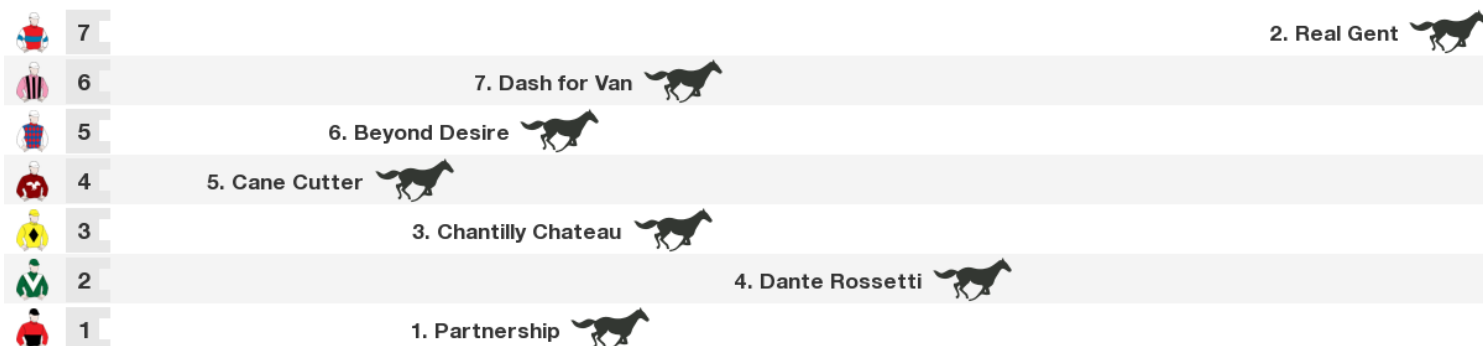 7 2. Real Gent
6 7. Dash for Van
5 6. Beyond Desire
4 5. Cane Cutter
3 3. Chantilly Chateau
2 4. Dante Rossetti
1 1. Partnership